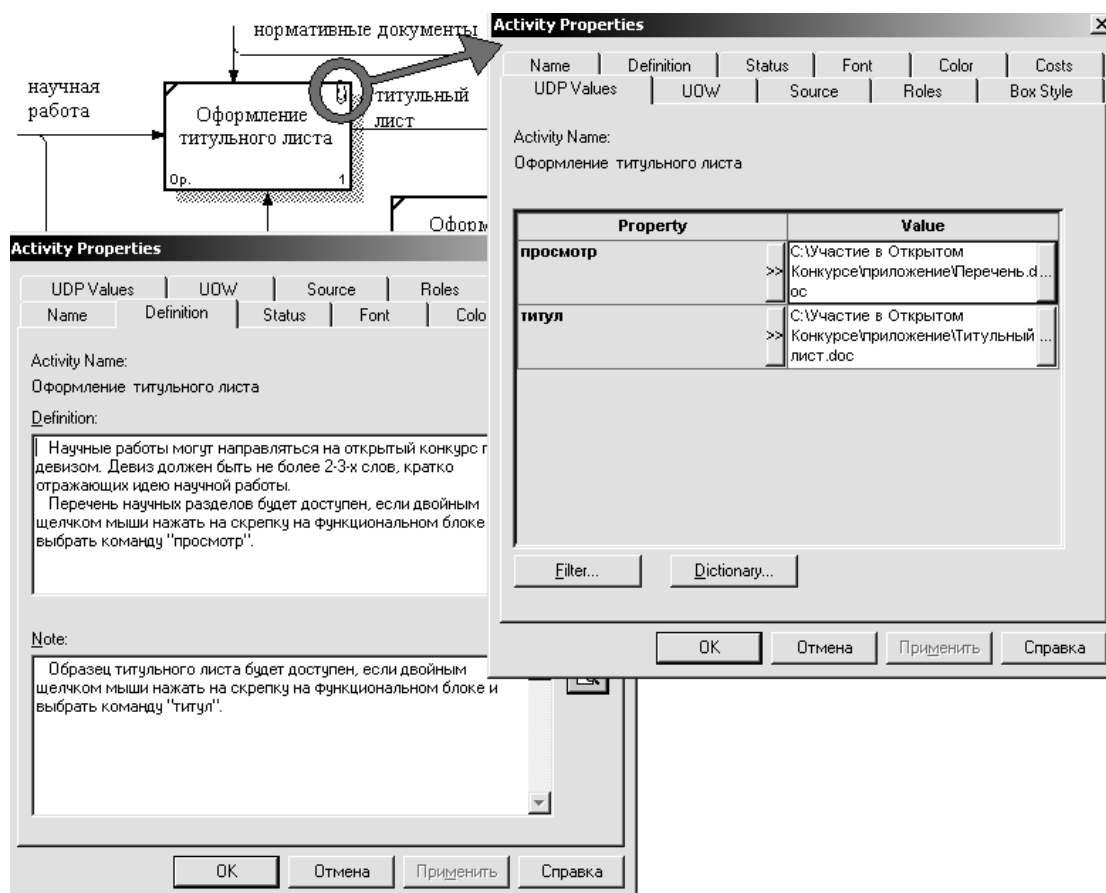 нормативные документы
научная
работа
Оформление
титульного листа
Ор.
1
титульный
лист
Activity Properties
Name
Definition
Status
Font
Color
Costs
UDP Values
UOW
Source
Roles
Box Style
Activity Name:
Оформление титульного листа
Property
Value
просмотр
>>
C:\Участие в Открытом
Конкурсе\приложение\Перечень.d
ос
...
титул
>>
C:\Участие в Открытом
Конкурсе\приложение\Титульный
лист.doc
...
Filter...
Dictionary...
OK
Отмена
Применить
Справка
Activity Properties
UDP Values
UOW
Source
Roles
Name
Definition
Status
Font
Activity Name:
Оформление титульного листа
Definition:
Научные работы могут направляться на открытый конкурс
девизом. Девиз должен быть не более 2-3-х слов, кратко
отражающих идею научной работы.
Перечень научных разделов будет доступен, если двойным
щелчком мыши нажать на скрепку на функциональном блоке
выбрать команду "просмотр".
Note:
Образец титульного листа будет доступен, если двойным
щелчком мыши нажать на скрепку на функциональном блоке и
выбрать команду "титул".
OK
Отмена
Применить
Справка